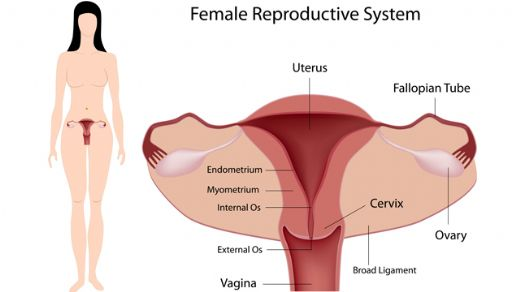 Female Reproductive System
Uterus
Fallopian Tube
Endometrium
Myometrium
Internal Os
Cervix
Ovary
External Os
Broad Ligament
Vagina